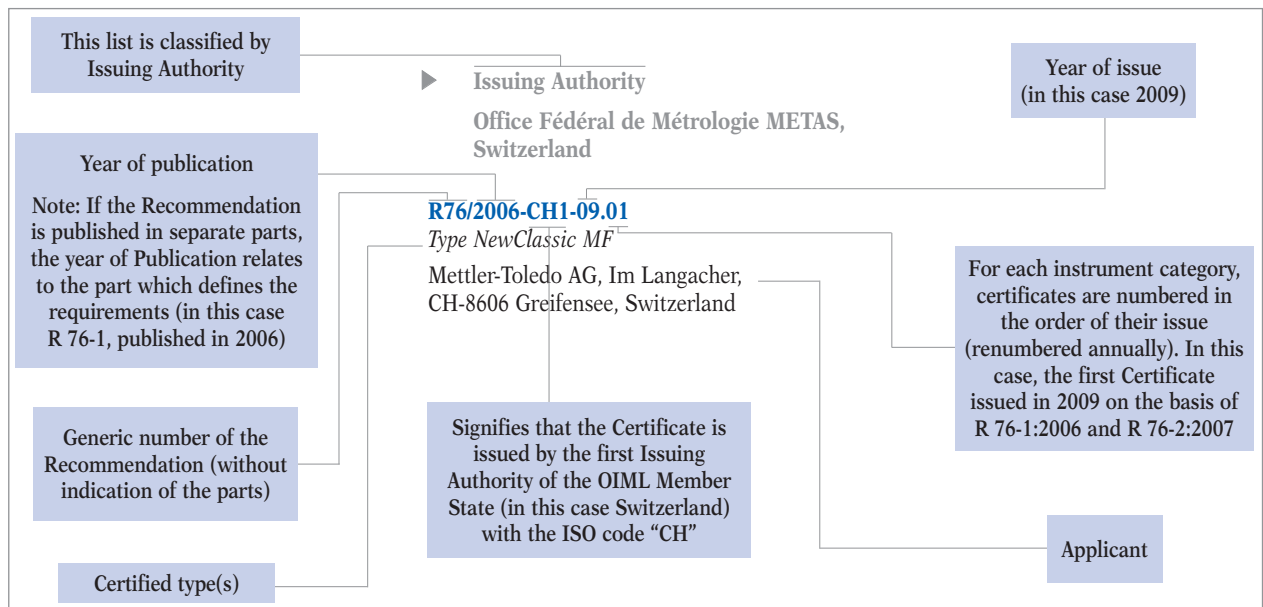 This list is classified by
Issuing Authority
▶ Issuing Authority
Office Fédéral de Métrologie METAS,
Switzerland
Year of issue
(in this case 2009)
Year of publication
Note: If the Recommendation
is published in separate parts,
the year of Publication relates
to the part which defines the
requirements (in this case
R 76-1, published in 2006)
R76/2006-CH1-09.01
Type NewClassic MF
Mettler-Toledo AG, Im Langacher,
CH-8606 Greifensee, Switzerland
For each instrument category,
certificates are numbered in
the order of their issue
(renumbered annually). In this
case, the first Certificate
issued in 2009 on the basis of
R 76-1:2006 and R 76-2:2007
Generic number of the
Recommendation (without
indication of the parts)
Signifies that the Certificate is
issued by the first Issuing
Authority of the OIML Member
State (in this case Switzerland)
with the ISO code “CH”
Applicant
Certified type(s)